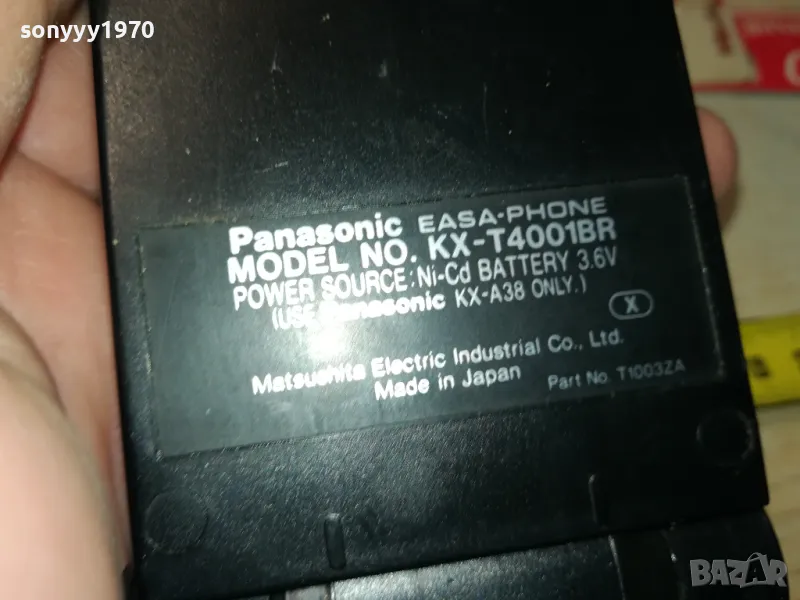 sonyyy1970
Panasonic EASA-PHONE
MODEL NO. KX-T4001BR
POWER SOURCE: Ni-Cd BATTERY 3.6V
(USE Panasonic KX-A38 ONLY.)
X
Matsushita Electric Industrial Co., Ltd.
Made in Japan
Part No. T1003ZA
BAZAR